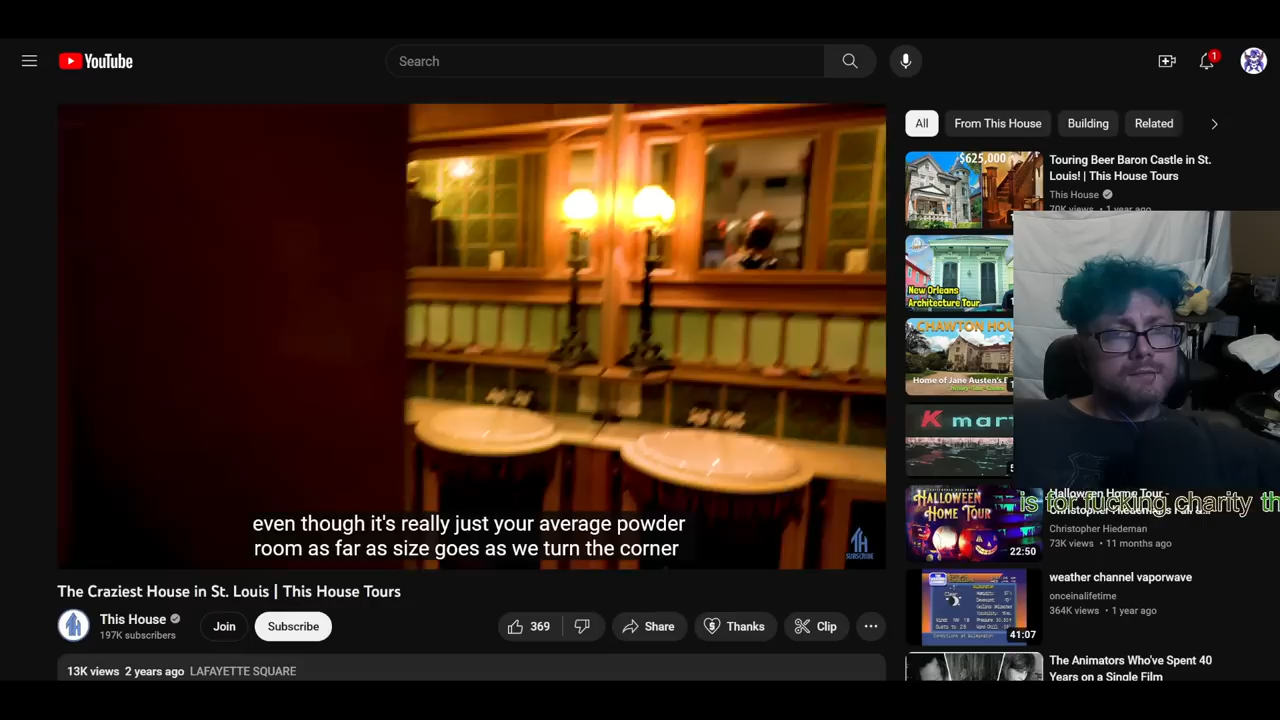 YouTube
Search
1
even though it's really just your average powder
room as far as size goes as we turn the corner
SUBSCRIBE
The Craziest House in St. Louis | This House Tours
This House
197K subscribers
Join
Subscribe
369
Share
Thanks
Clip
13K views 2 years ago LAFAYETTE SQUARE
All
From This House
Building
Related
$625,000
Touring Beer Baron Castle in St.
Louis! | This House Tours
This House
70K views • 1 year ago
New Orleans
Architecture Tour
CHAWTON HOU
Home of Jane Austen's
K mar
is for fucking charity th
HALLOWEEN
HOME TOUR
22:50
Halloween Home Tour
Christopher Hiedeman
73K views • 11 months ago
41:07
weather channel vaporwave
onceinalifetime
364K views • 1 year ago
The Animators Who've Spent 40
Years on a Single Film